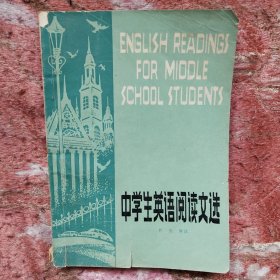 ENGLISH READINGS
FOR MIDDLE
SCHOOL STUDENTS
中学生英语阅读文选